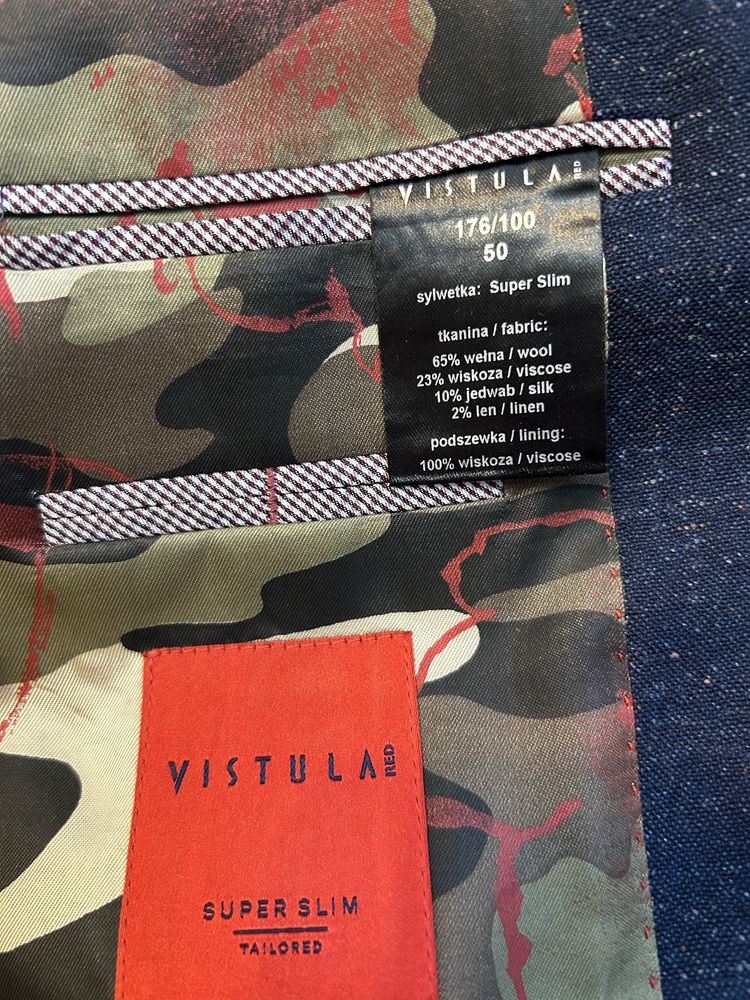 VISTULA RED
176/100
50
sylwetka: Super Slim
tkanina / fabric:
65% wełna / wool
23% wiskoza / viscose
10% jedwab / silk
2% len / linen
podszewka / lining:
100% wiskoza / viscose
VISTULA RED
SUPER SLIM
TAILORED